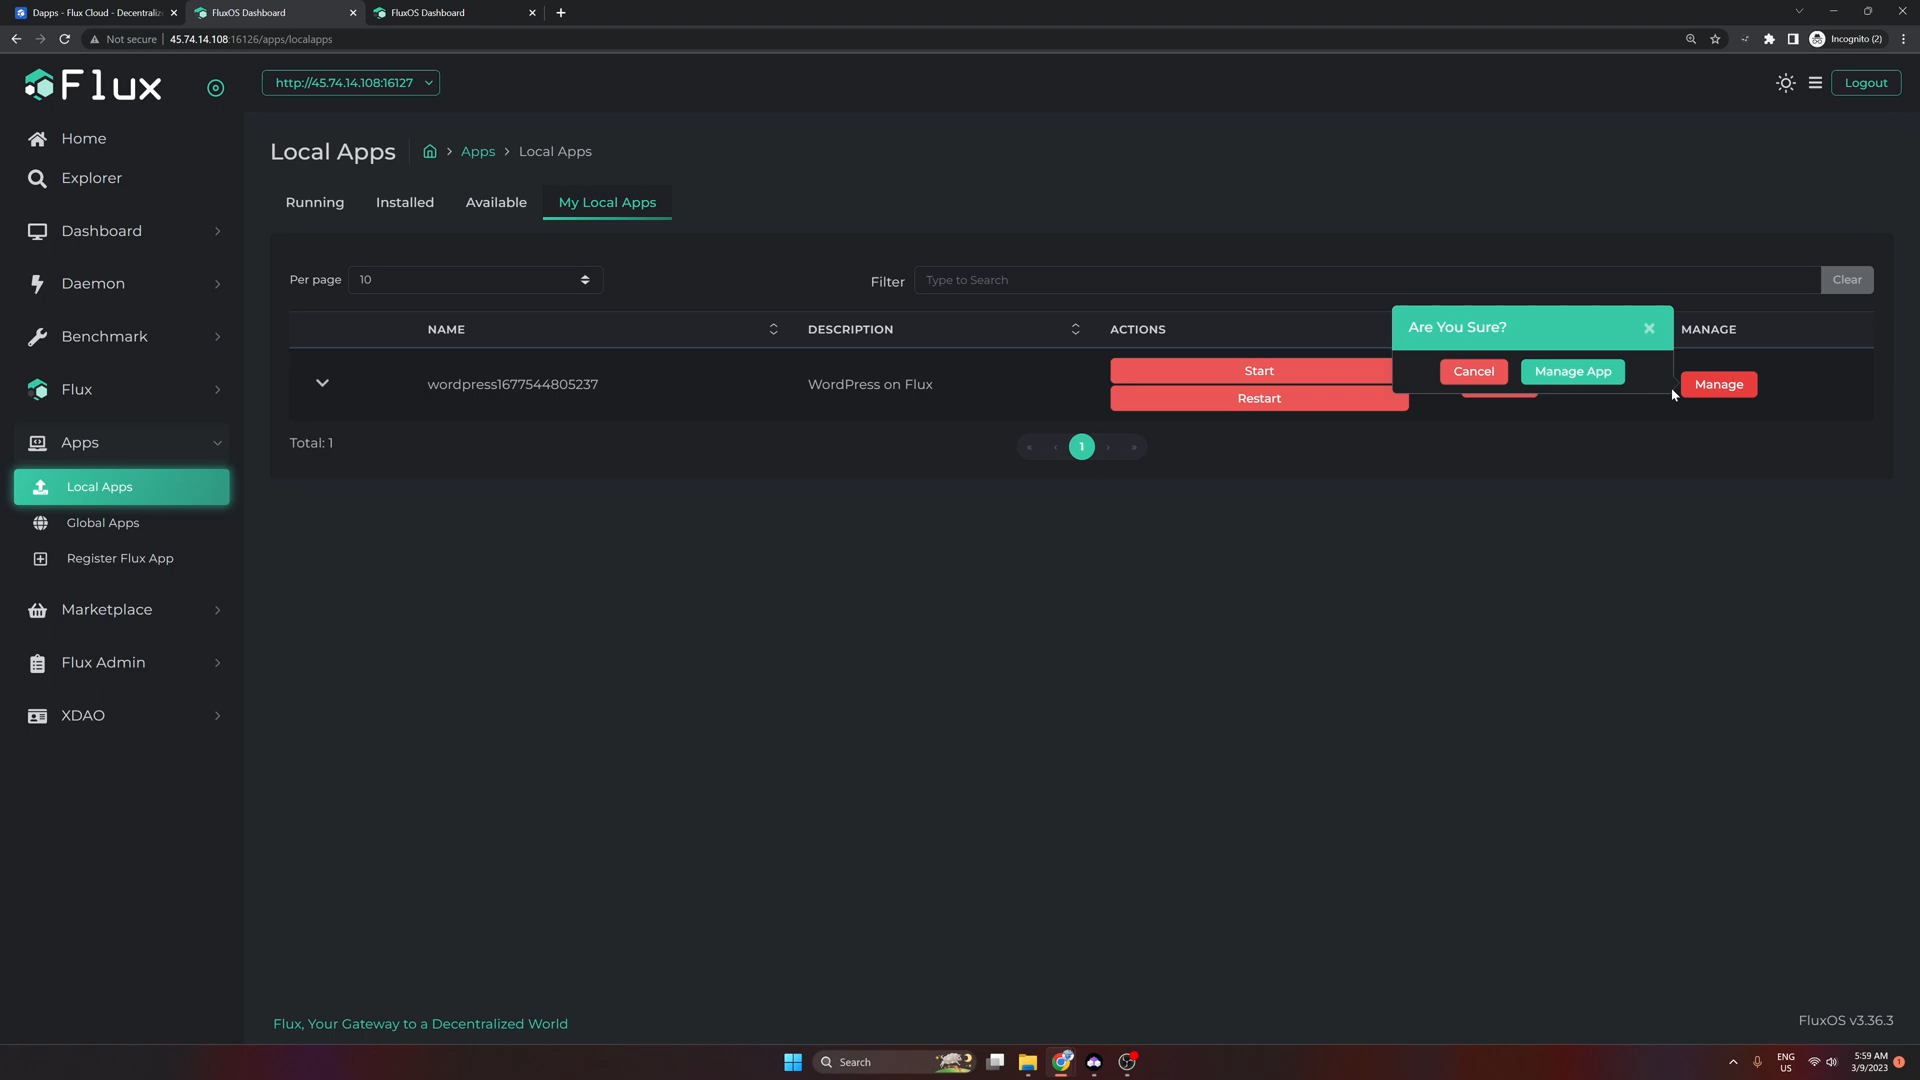 Dapps - Flux Cloud - Decentraliz
FluxOS Dashboard
FluxOS Dashboard
Not secure
45.74.14.108:16126/apps/localapps
Incognito (2)
Flux
http://45.74.14.108:16127
Logout
Home
Explorer
Dashboard
Daemon
Benchmark
Flux
Apps
Local Apps
Global Apps
Register Flux App
Marketplace
Flux Admin
XDAO
Local Apps
Apps
Local Apps
Running
Installed
Available
My Local Apps
Per page
10
Filter
Type to Search
Clear
NAME
DESCRIPTION
ACTIONS
MANAGE
Are You Sure?
Cancel
Manage App
wordpress1677544805237
WordPress on Flux
Start
Restart
Manage
Total: 1
« ‹ 1 › »
Flux, Your Gateway to a Decentralized World
FluxOS v3.36.3
Search
ENG
US
5:59 AM
3/9/2023
1